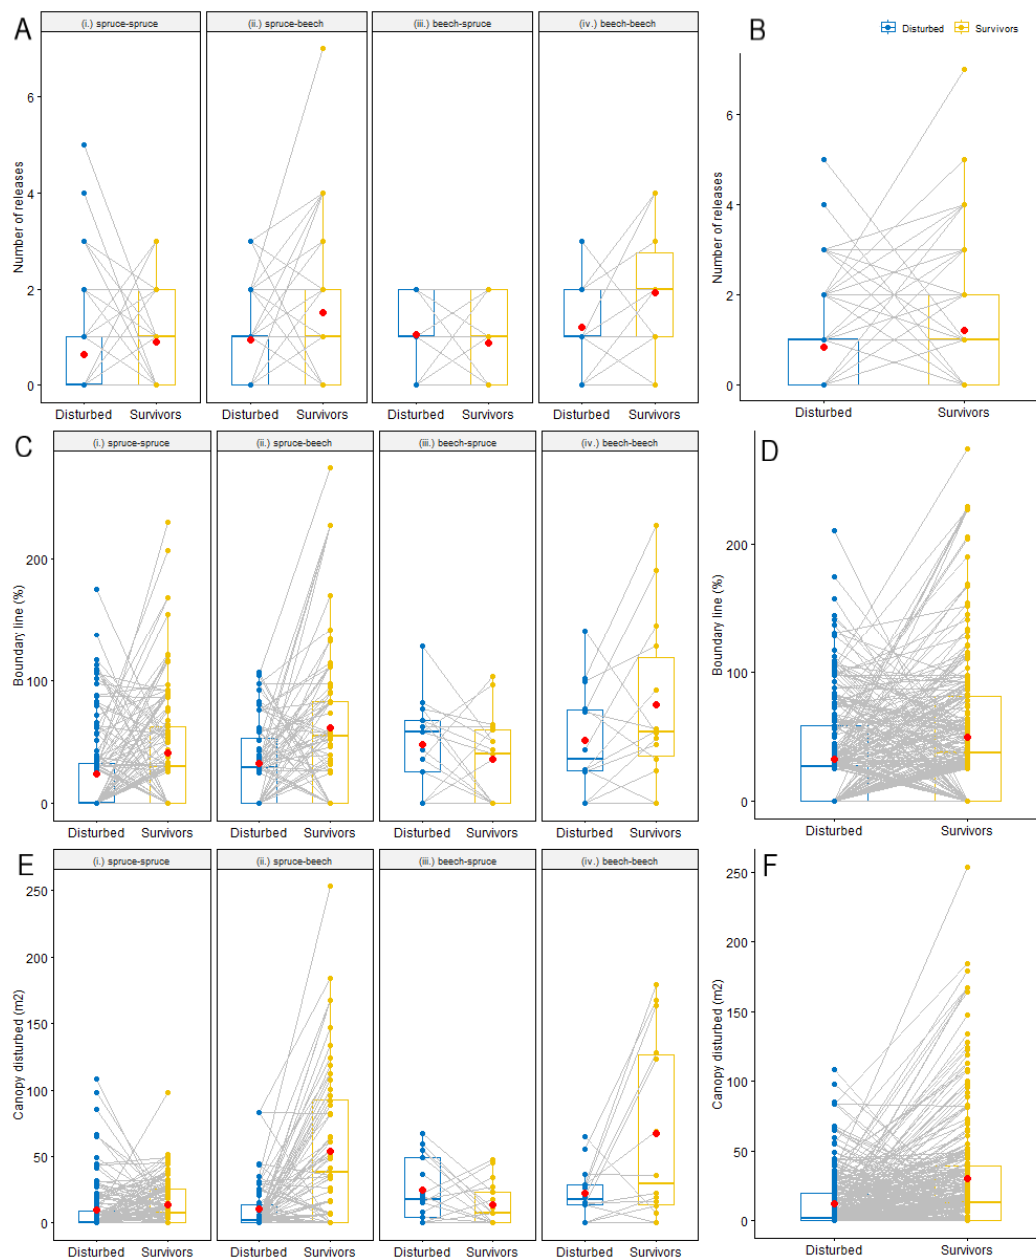 A
(i.) spruce-spruce
(ii.) spruce-beech
(iii.) beech-spruce
(iv.) beech-beech
Number of releases
6
4
2
0
Disturbed
Survivors
Disturbed
Survivors
Disturbed
Survivors
Disturbed
Survivors
B
Disturbed
Survivors
Number of releases
6
4
2
0
Disturbed
Survivors
C
(i.) spruce-spruce
(ii.) spruce-beech
(iii.) beech-spruce
(iv.) beech-beech
Boundary line (%)
200
100
0
Disturbed
Survivors
Disturbed
Survivors
Disturbed
Survivors
Disturbed
Survivors
D
Boundary line (%)
200
100
0
Disturbed
Survivors
E
(i.) spruce-spruce
(ii.) spruce-beech
(iii.) beech-spruce
(iv.) beech-beech
Canopy disturbed (m2)
250
200
150
100
50
0
Disturbed
Survivors
Disturbed
Survivors
Disturbed
Survivors
Disturbed
Survivors
F
Canopy disturbed (m2)
250
200
150
100
50
0
Disturbed
Survivors